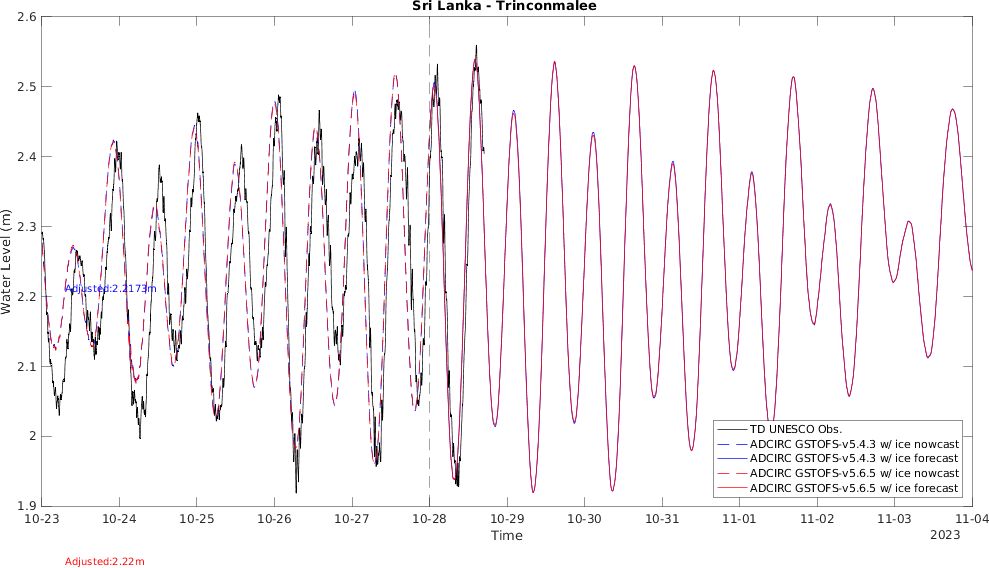 Sri Lanka - Trinconmalee
2.6
2.5
2.4
2.3
2.2
2.1
2
1.9
Water Level (m)
Adjusted:2.2173m
TD UNESCO Obs.
ADCIRC GSTOFS-v5.4.3 w/ ice nowcast
ADCIRC GSTOFS-v5.4.3 w/ ice forecast
ADCIRC GSTOFS-v5.6.5 w/ ice nowcast
ADCIRC GSTOFS-v5.6.5 w/ ice forecast
10-23 10-24 10-25 10-26 10-27 10-28 10-29 10-30 10-31 11-01 11-02 11-03 11-04
Time
2023
Adjusted:2.22m